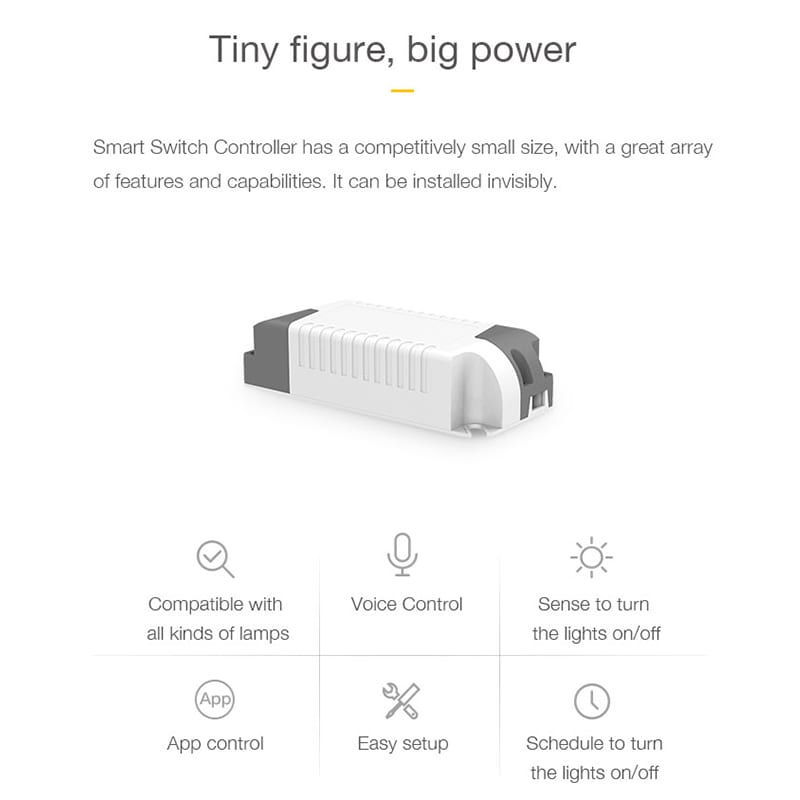 Tiny figure, big power
Smart Switch Controller has a competitively small size, with a great array
of features and capabilities. It can be installed invisibly.
Compatible with
all kinds of lamps
Voice Control
Sense to turn
the lights on/off
App
App control
Easy setup
Schedule to turn
the lights on/off